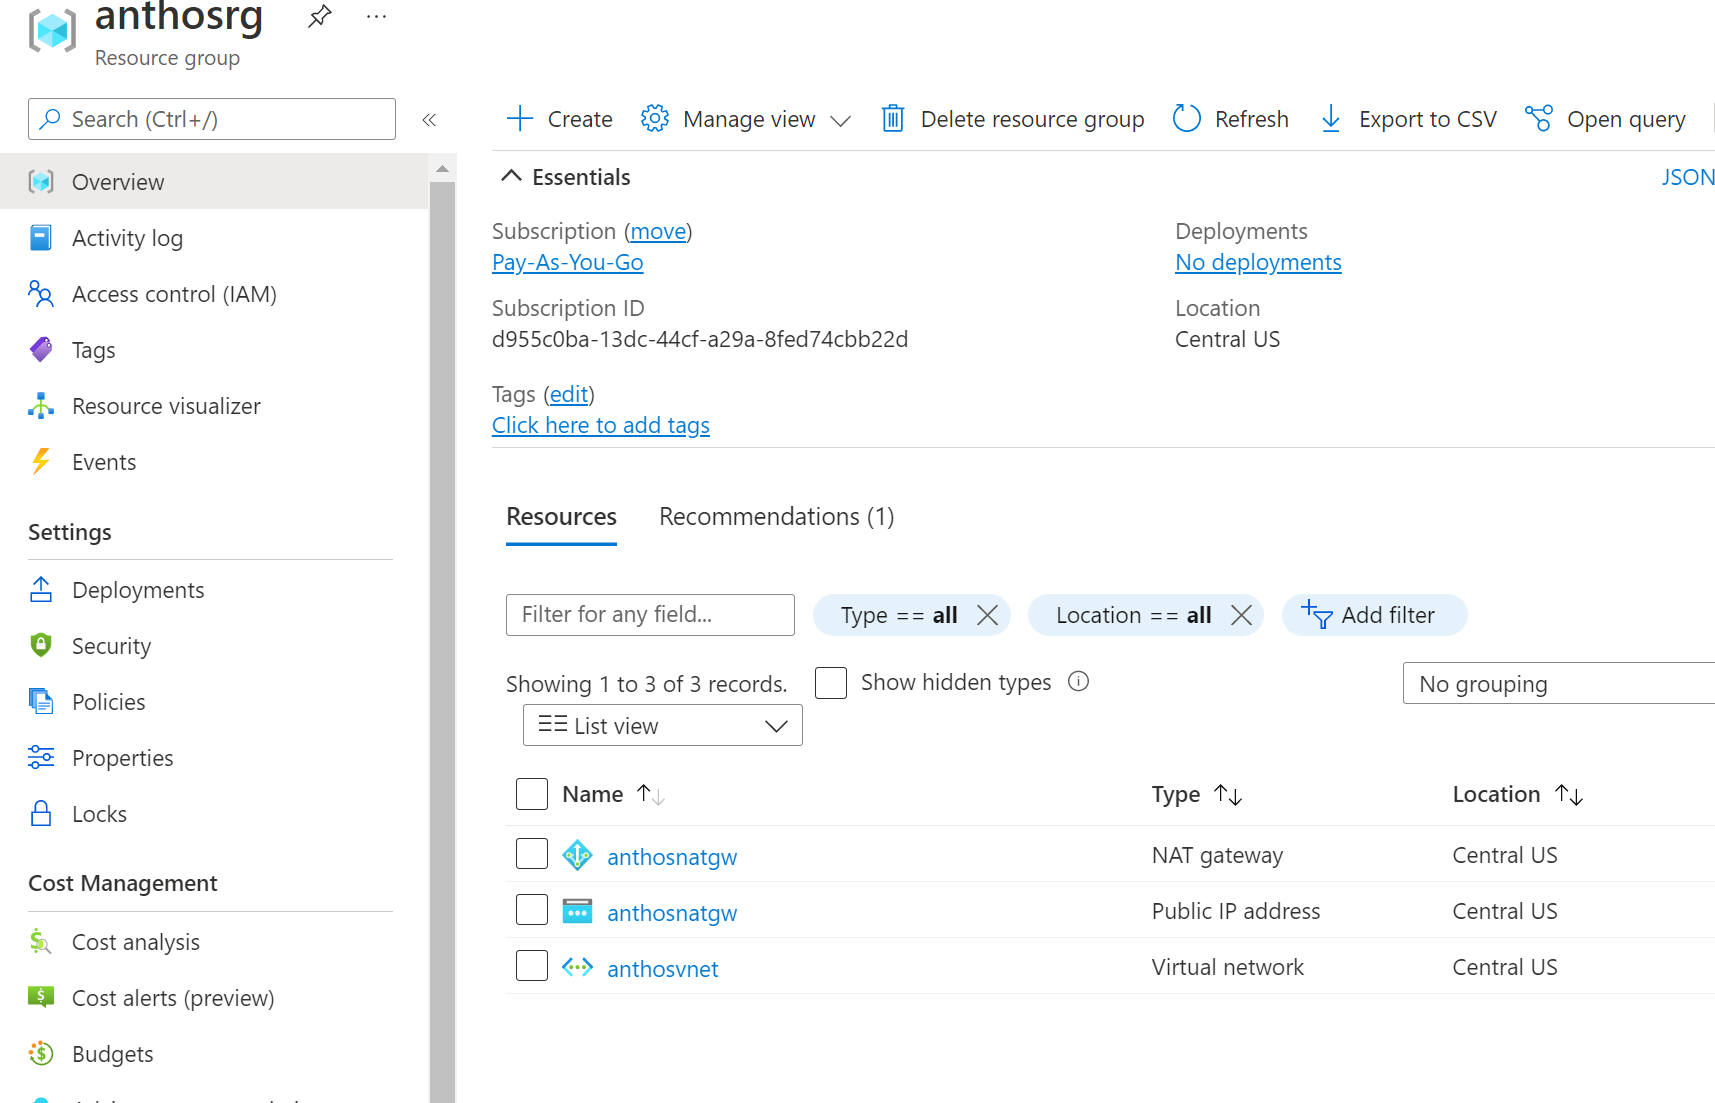 anthosrg
Resource group
Search (Ctrl+/)
Overview
Activity log
Access control (IAM)
Tags
Resource visualizer
Events
Settings
Deployments
Security
Policies
Properties
Locks
Cost Management
Cost analysis
Cost alerts (preview)
Budgets
Create Manage view Delete resource group Refresh Export to CSV Open query
Essentials JSON
Subscription (move)
Pay-As-You-Go
Subscription ID
d955c0ba-13dc-44cf-a29a-8fed74cbb22d
Deployments
No deployments
Location
Central US
Tags (edit)
Click here to add tags
Resources Recommendations (1)
Filter for any field... Type == all Location == all Add filter
Showing 1 to 3 of 3 records. Show hidden types No grouping
List view
Name Type Location
anthosnatgw NAT gateway Central US
anthosnatgw Public IP address Central US
anthosvnet Virtual network Central US